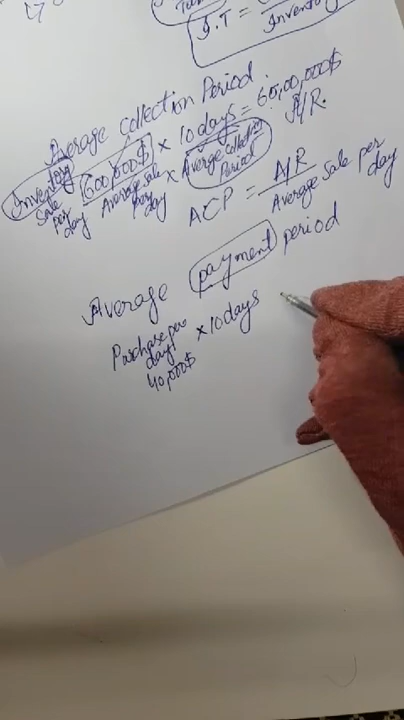 I.T =
Inventory
Average Collection Period.
600,000$ × 10 days = 60,00,000$
A/R.
Inventory
Sale per day
Average sale per day × Average collection Period
ACP = A/R
Average Sale per day
Average payment period
Purchase per day × 10 days
40,000$